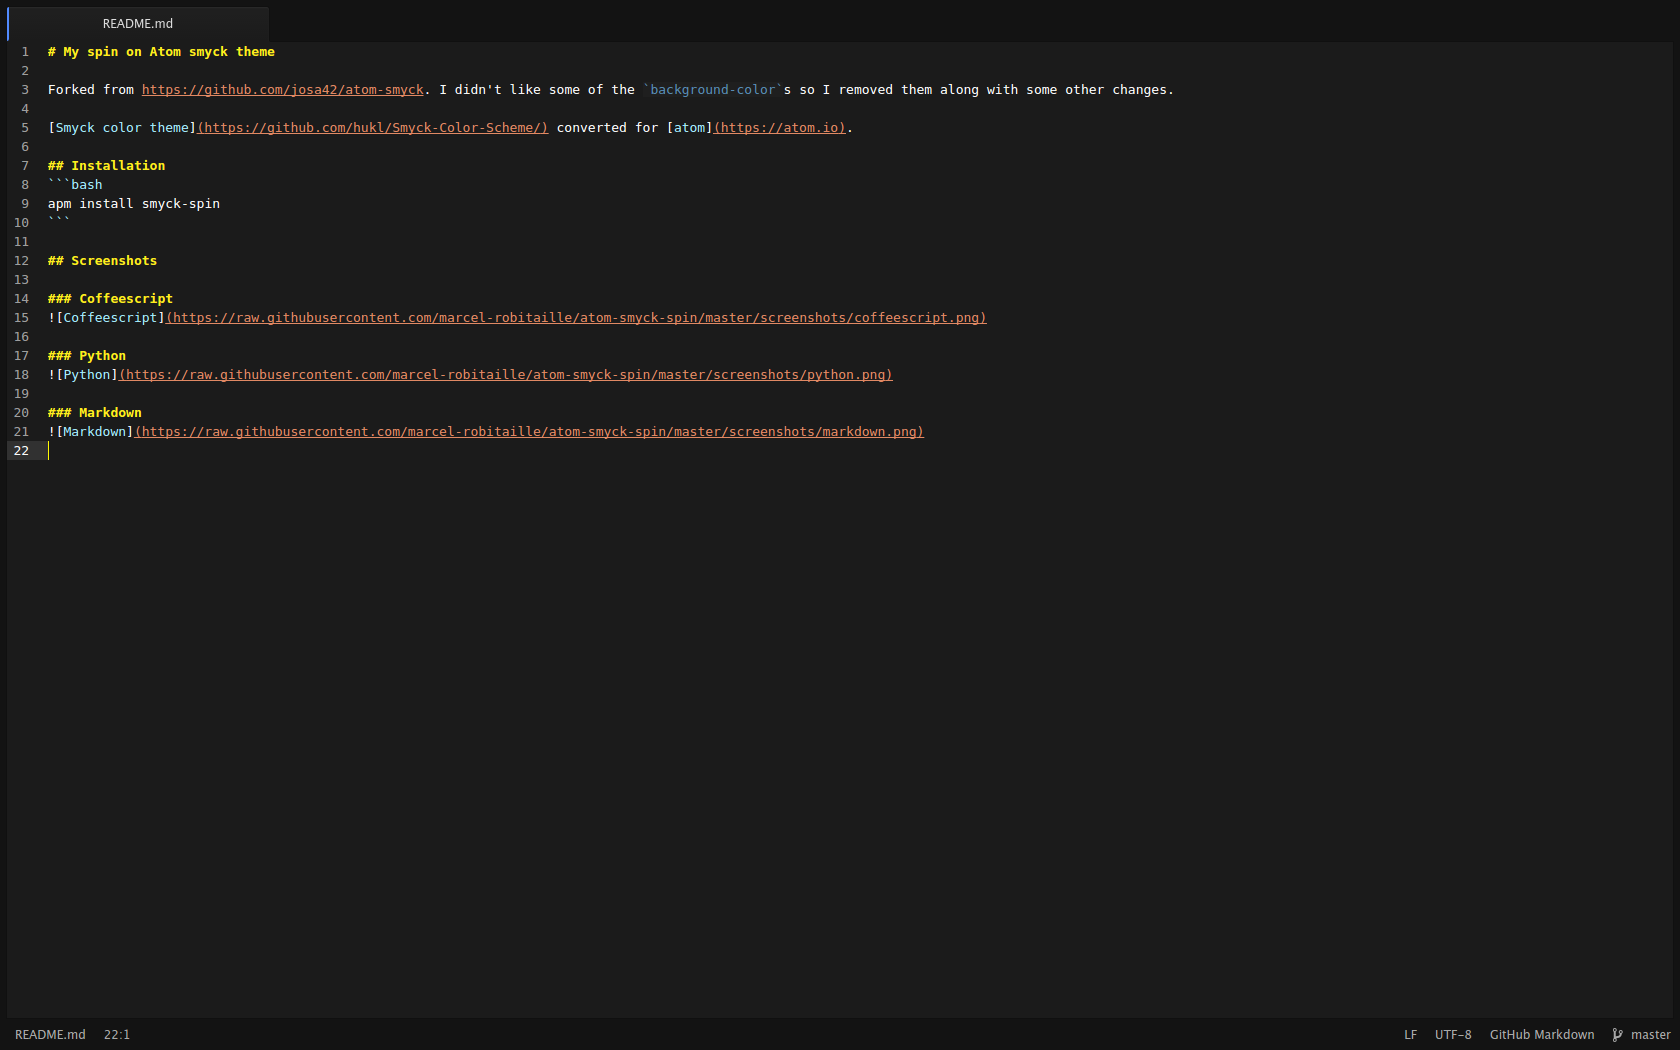 README.md
1 # My spin on Atom smyck theme
2
3 Forked from https://github.com/josa42/atom-smyck. I didn't like some of the `background-color`s so I removed them along with some other changes.
4
5 [Smyck color theme](https://github.com/hukl/Smyck-Color-Scheme/) converted for [atom](https://atom.io).
6
7 ## Installation
8 ```bash
9 apm install smyck-spin
10 ```
11
12 ## Screenshots
13
14 ### Coffeescript
15 ![Coffeescript](https://raw.githubusercontent.com/marcel-robitaille/atom-smyck-spin/master/screenshots/coffeescript.png)
16
17 ### Python
18 ![Python](https://raw.githubusercontent.com/marcel-robitaille/atom-smyck-spin/master/screenshots/python.png)
19
20 ### Markdown
21 ![Markdown](https://raw.githubusercontent.com/marcel-robitaille/atom-smyck-spin/master/screenshots/markdown.png)
22
README.md 22:1 LF UTF-8 GitHub Markdown master